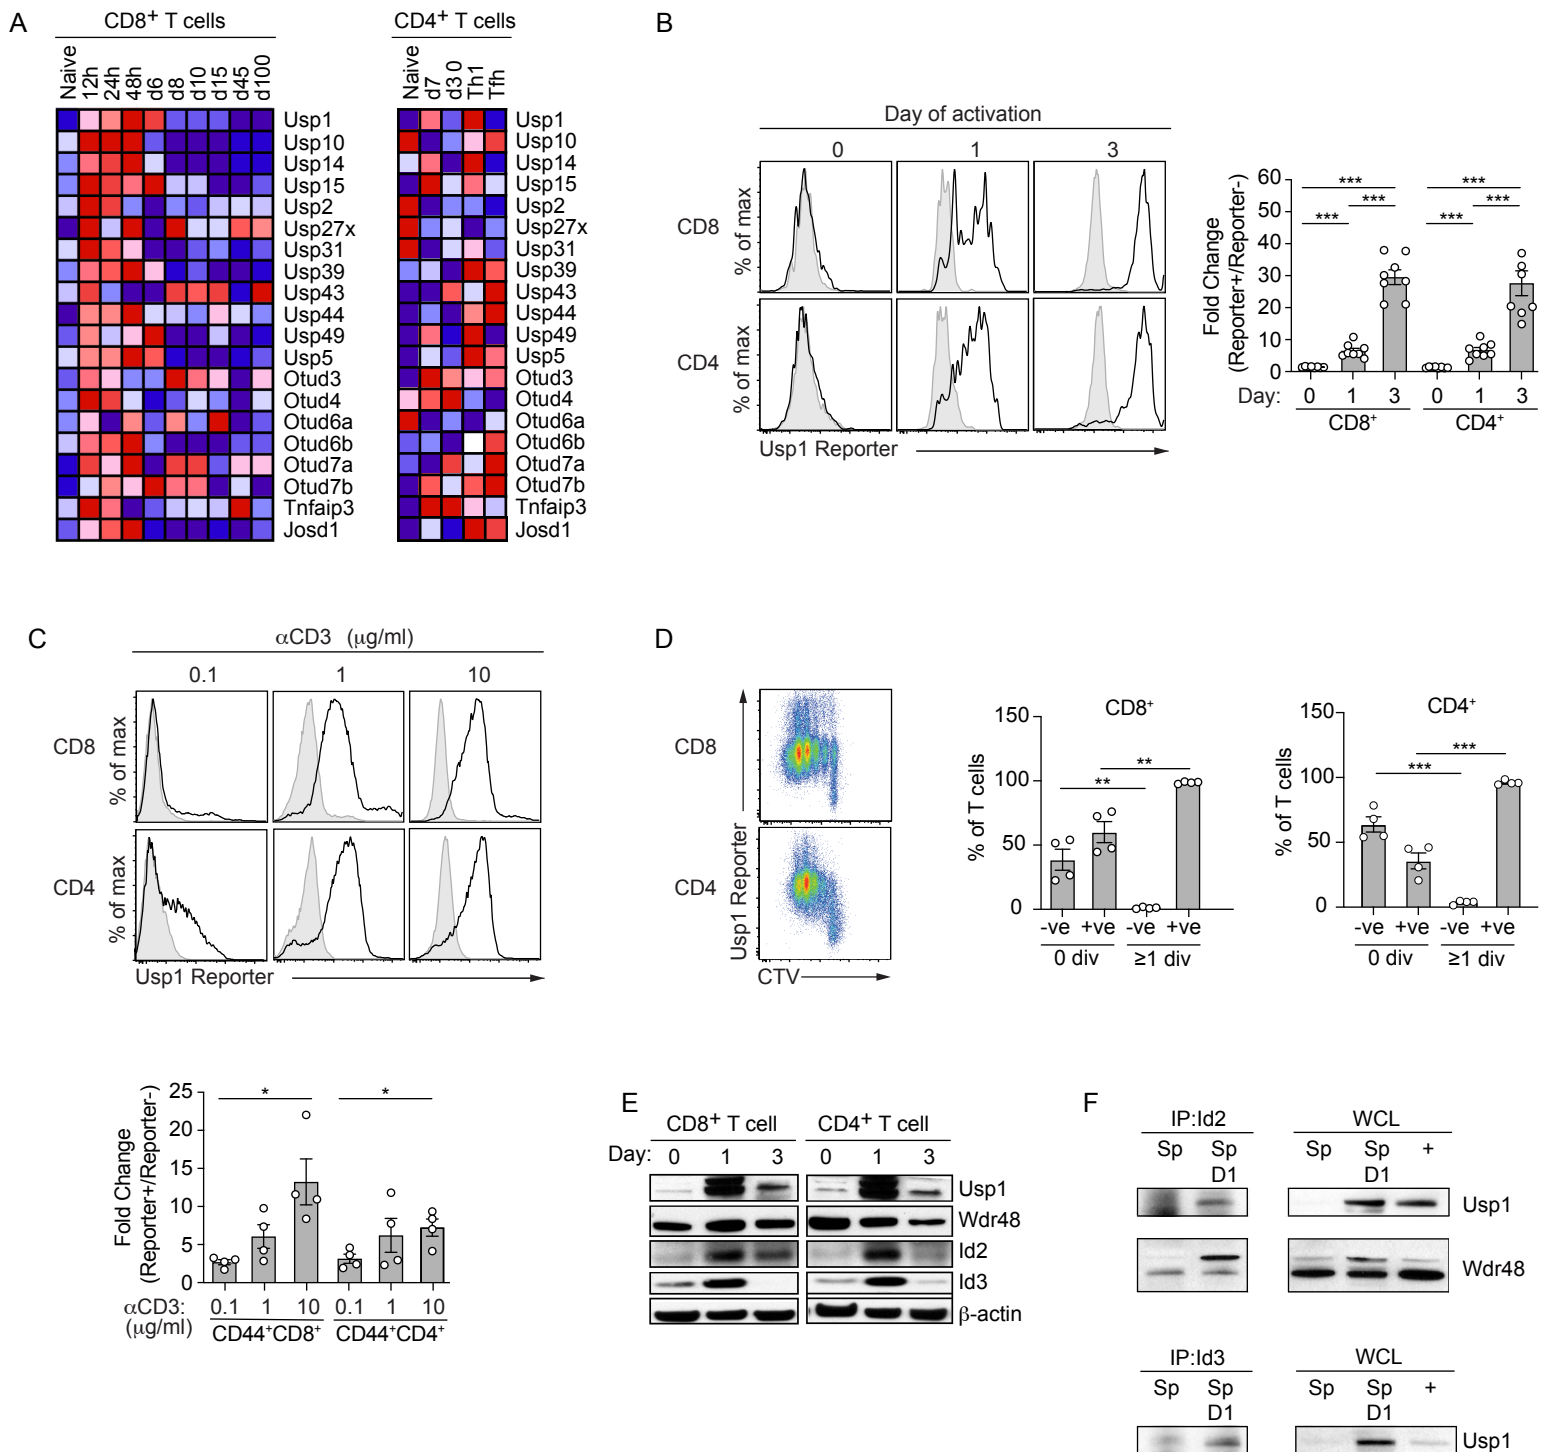 A
CD8+ T cells
Naive 12h 24h 48h d6 d8 d10 d15 d45 d100
Usp1
Usp10
Usp14
Usp15
Usp2
Usp27x
Usp31
Usp39
Usp43
Usp44
Usp49
Usp5
Otud3
Otud4
Otud6a
Otud6b
Otud7a
Otud7b
Tnfaip3
Josd1
CD4+ T cells
Naive d7 d3 0 Th1 Tfh
Usp1
Usp10
Usp14
Usp15
Usp2
Usp27x
Usp31
Usp39
Usp43
Usp44
Usp49
Usp5
Otud3
Otud4
Otud6a
Otud6b
Otud7a
Otud7b
Tnfaip3
Josd1
B
Day of activation
0 1 3
CD8
% of max
CD4
% of max
Usp1 Reporter
Fold Change
(Reporter+/Reporter-)
60
50
40
30
20
10
0
*** *** ***
*** *** ***
Day: 0 1 3 0 1 3
CD8+ CD4+
C
αCD3 (μg/ml)
0.1 1 10
CD8
% of max
CD4
% of max
Usp1 Reporter
Fold Change
(Reporter+/Reporter-)
25
20
15
10
5
0
* *
αCD3: 0.1 1 10 0.1 1 10
(μg/ml) CD44+CD8+ CD44+CD4+
D
CD8
CD4
Usp1 Reporter
CTV
CD8+
% of T cells
150
100
50
0
** **
-ve +ve -ve +ve
0 div ≥1 div
CD4+
% of T cells
150
100
50
0
*** ***
-ve +ve -ve +ve
0 div ≥1 div
E
CD8+ T cell CD4+ T cell
Day: 0 1 3 0 1 3
Usp1
Wdr48
Id2
Id3
β-actin
F
IP:Id2 WCL
Sp Sp D1 Sp Sp D1 +
Usp1
Wdr48
IP:Id3 WCL
Sp Sp D1 Sp Sp D1 +
Usp1